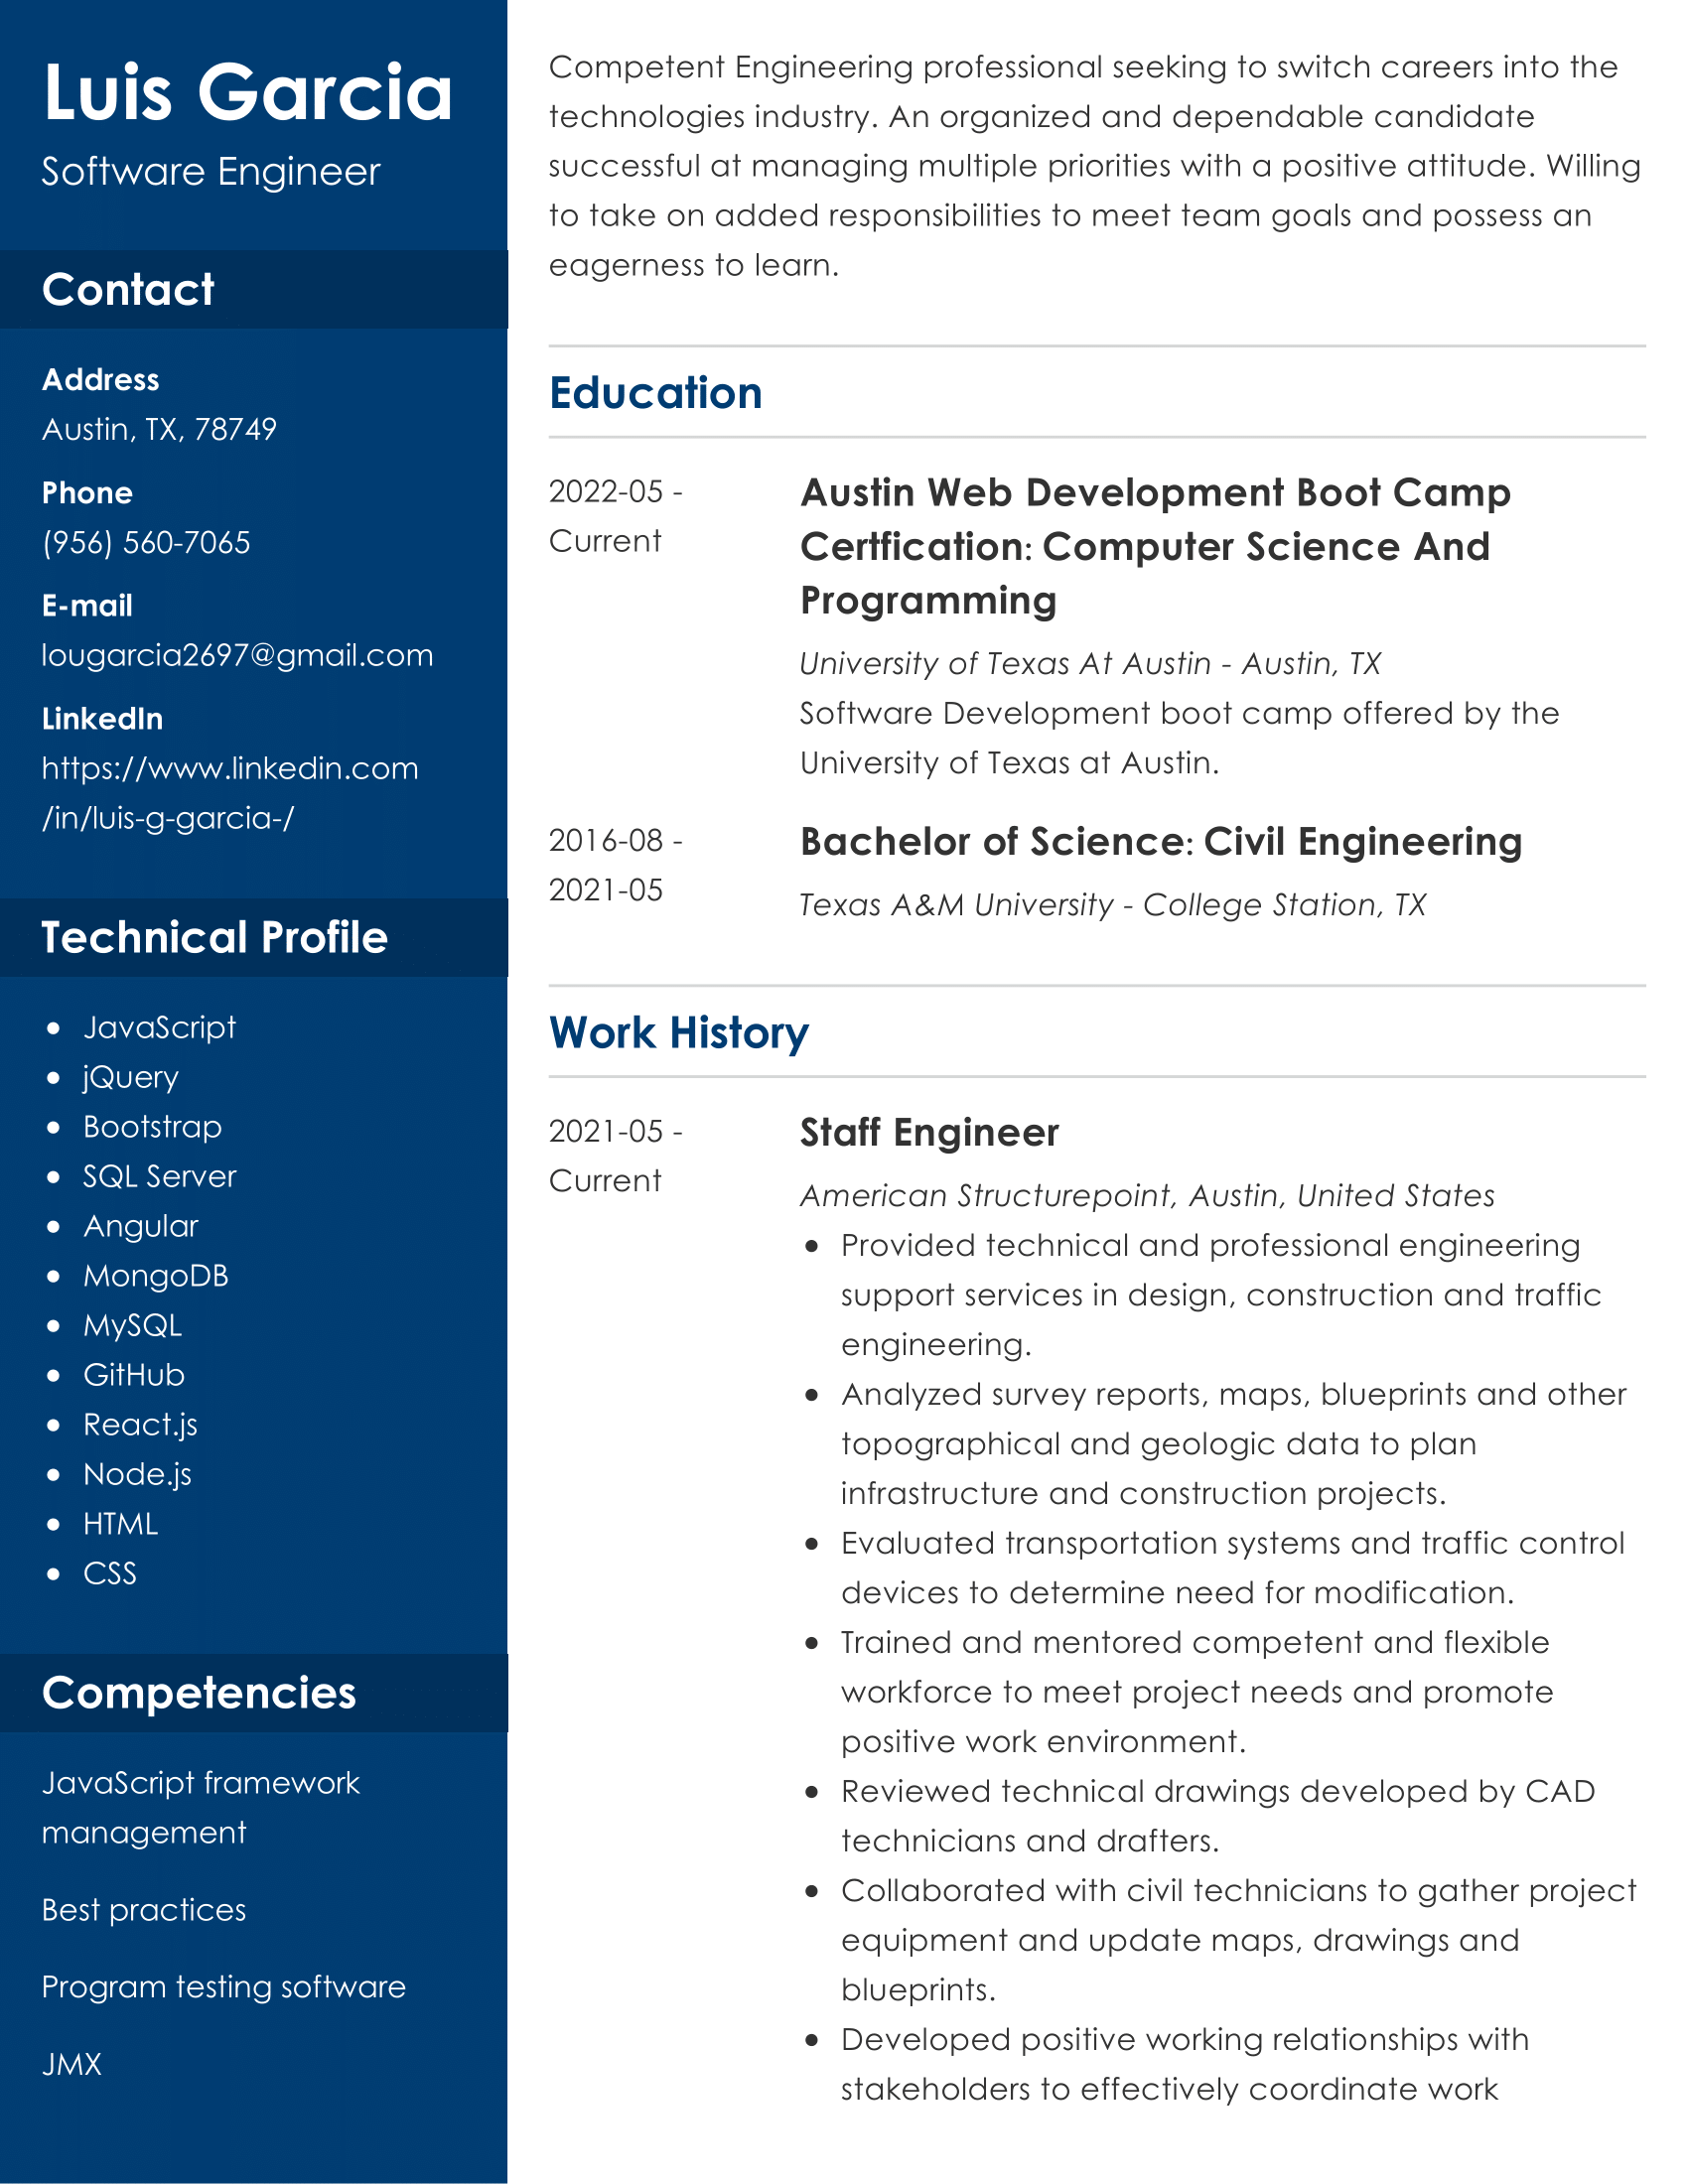 Luis Garcia
Software Engineer
Contact
Address
Austin, TX, 78749
Phone
(956) 560-7065
E-mail
lougarcia2697@gmail.com
LinkedIn
https://www.linkedin.com
/in/luis-g-garcia-/
Technical Profile
• JavaScript
• jQuery
• Bootstrap
• SQL Server
• Angular
• MongoDB
• MySQL
• GitHub
• React.js
• Node.js
• HTML
• CSS
Competencies
JavaScript framework
management
Best practices
Program testing software
JMX
Competent Engineering professional seeking to switch careers into the
technologies industry. An organized and dependable candidate
successful at managing multiple priorities with a positive attitude. Willing
to take on added responsibilities to meet team goals and possess an
eagerness to learn.
Education
2022-05 -
Current
Austin Web Development Boot Camp
Certfication: Computer Science And
Programming
University of Texas At Austin - Austin, TX
Software Development boot camp offered by the
University of Texas at Austin.
2016-08 -
2021-05
Bachelor of Science: Civil Engineering
Texas A&M University - College Station, TX
Work History
2021-05 -
Current
Staff Engineer
American Structurepoint, Austin, United States
• Provided technical and professional engineering
support services in design, construction and traffic
engineering.
• Analyzed survey reports, maps, blueprints and other
topographical and geologic data to plan
infrastructure and construction projects.
• Evaluated transportation systems and traffic control
devices to determine need for modification.
• Trained and mentored competent and flexible
workforce to meet project needs and promote
positive work environment.
• Reviewed technical drawings developed by CAD
technicians and drafters.
• Collaborated with civil technicians to gather project
equipment and update maps, drawings and
blueprints.
• Developed positive working relationships with
stakeholders to effectively coordinate work